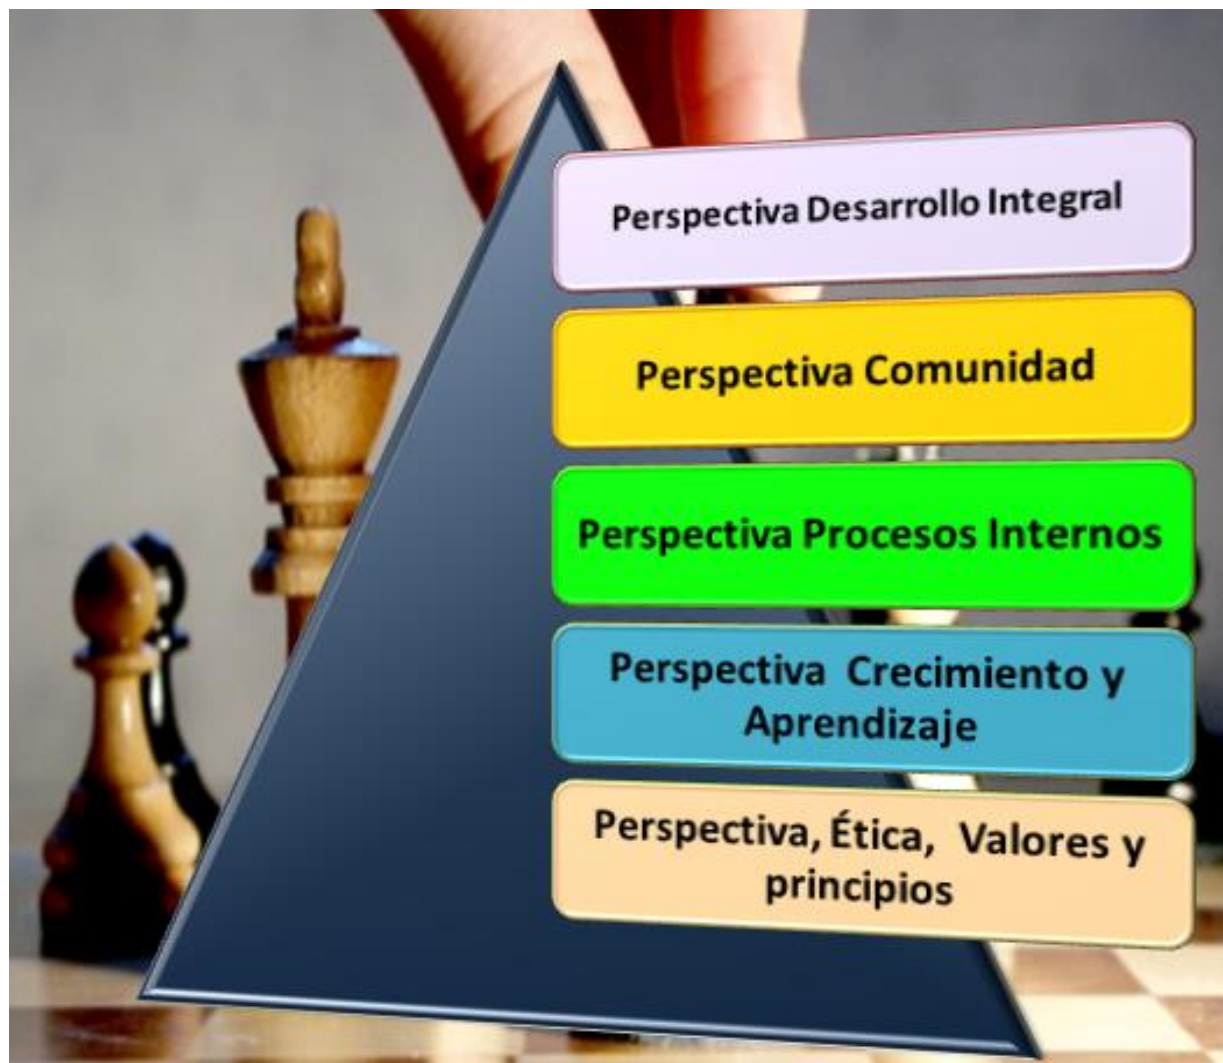 Perspectiva Desarrollo Integral
Perspectiva Comunidad
Perspectiva Procesos Internos
Perspectiva Crecimiento y
Aprendizaje
Perspectiva, Ética, Valores y
principios